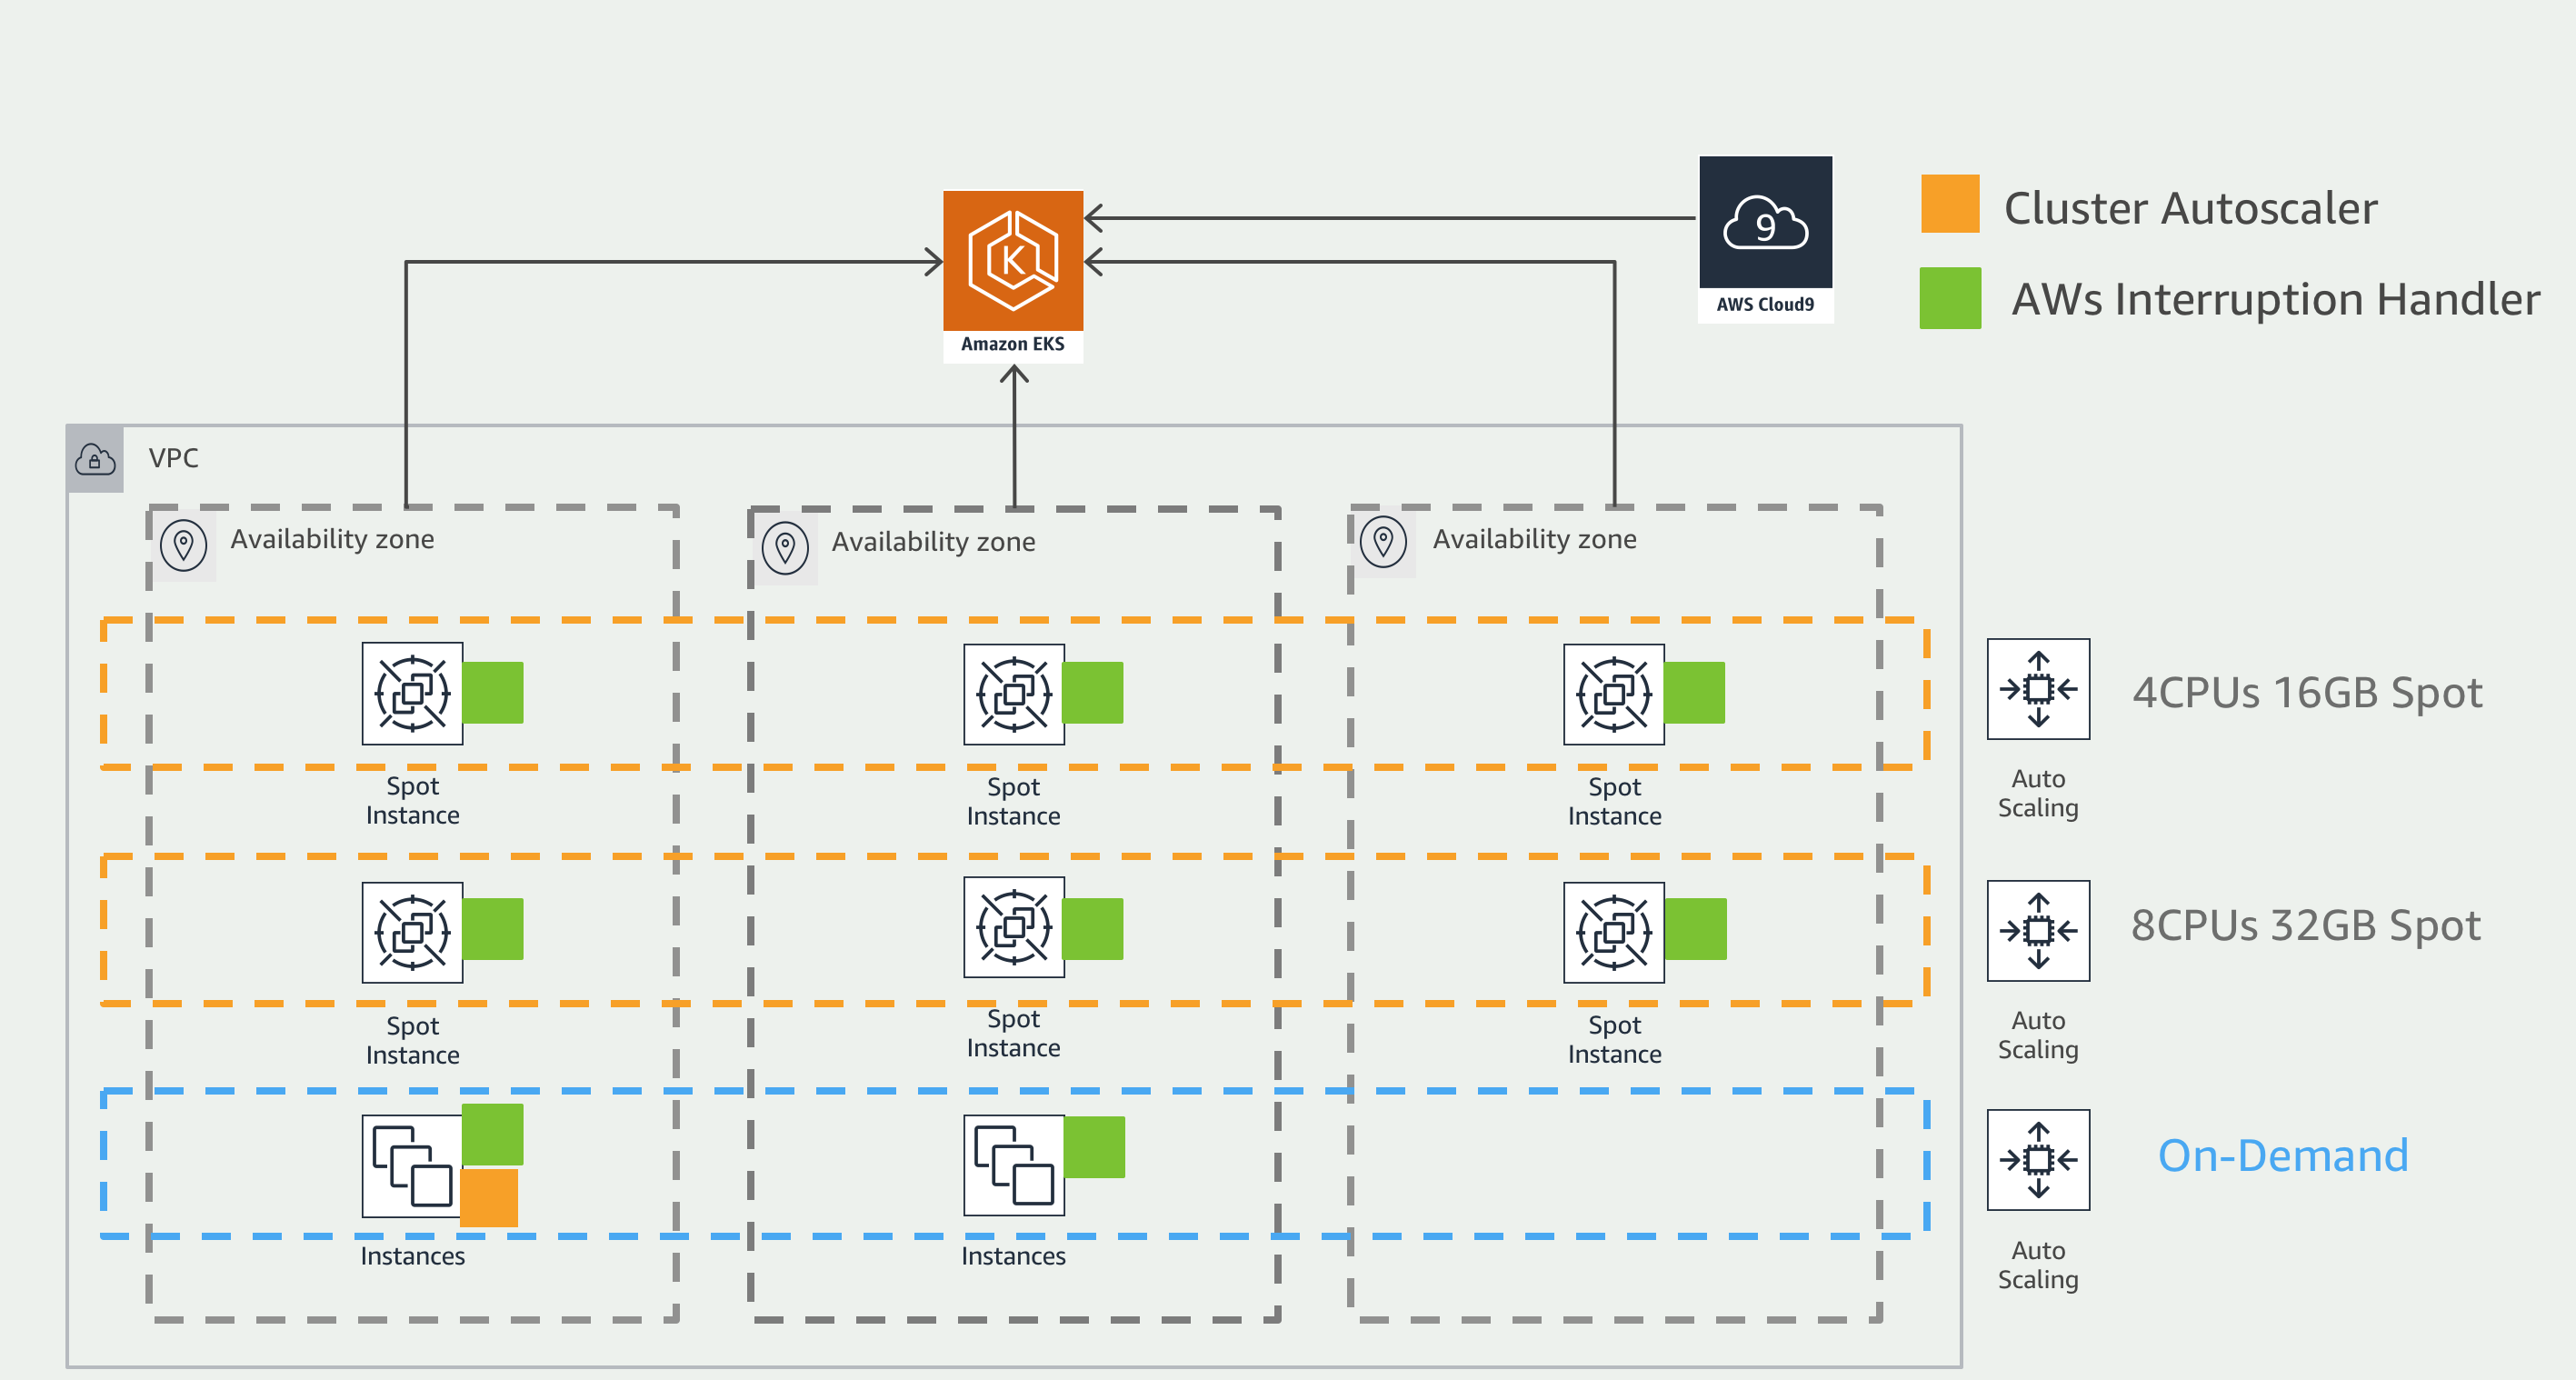 Cluster Autoscaler
AWs Interruption Handler
9
AWS Cloud9
K
Amazon EKS
VPC
Availability zone
Availability zone
Availability zone
4CPUs 16GB Spot
Spot
Instance
Spot
Instance
Spot
Instance
Auto
Scaling
8CPUs 32GB Spot
Spot
Instance
Spot
Instance
Spot
Instance
Auto
Scaling
On-Demand
Instances
Instances
Auto
Scaling